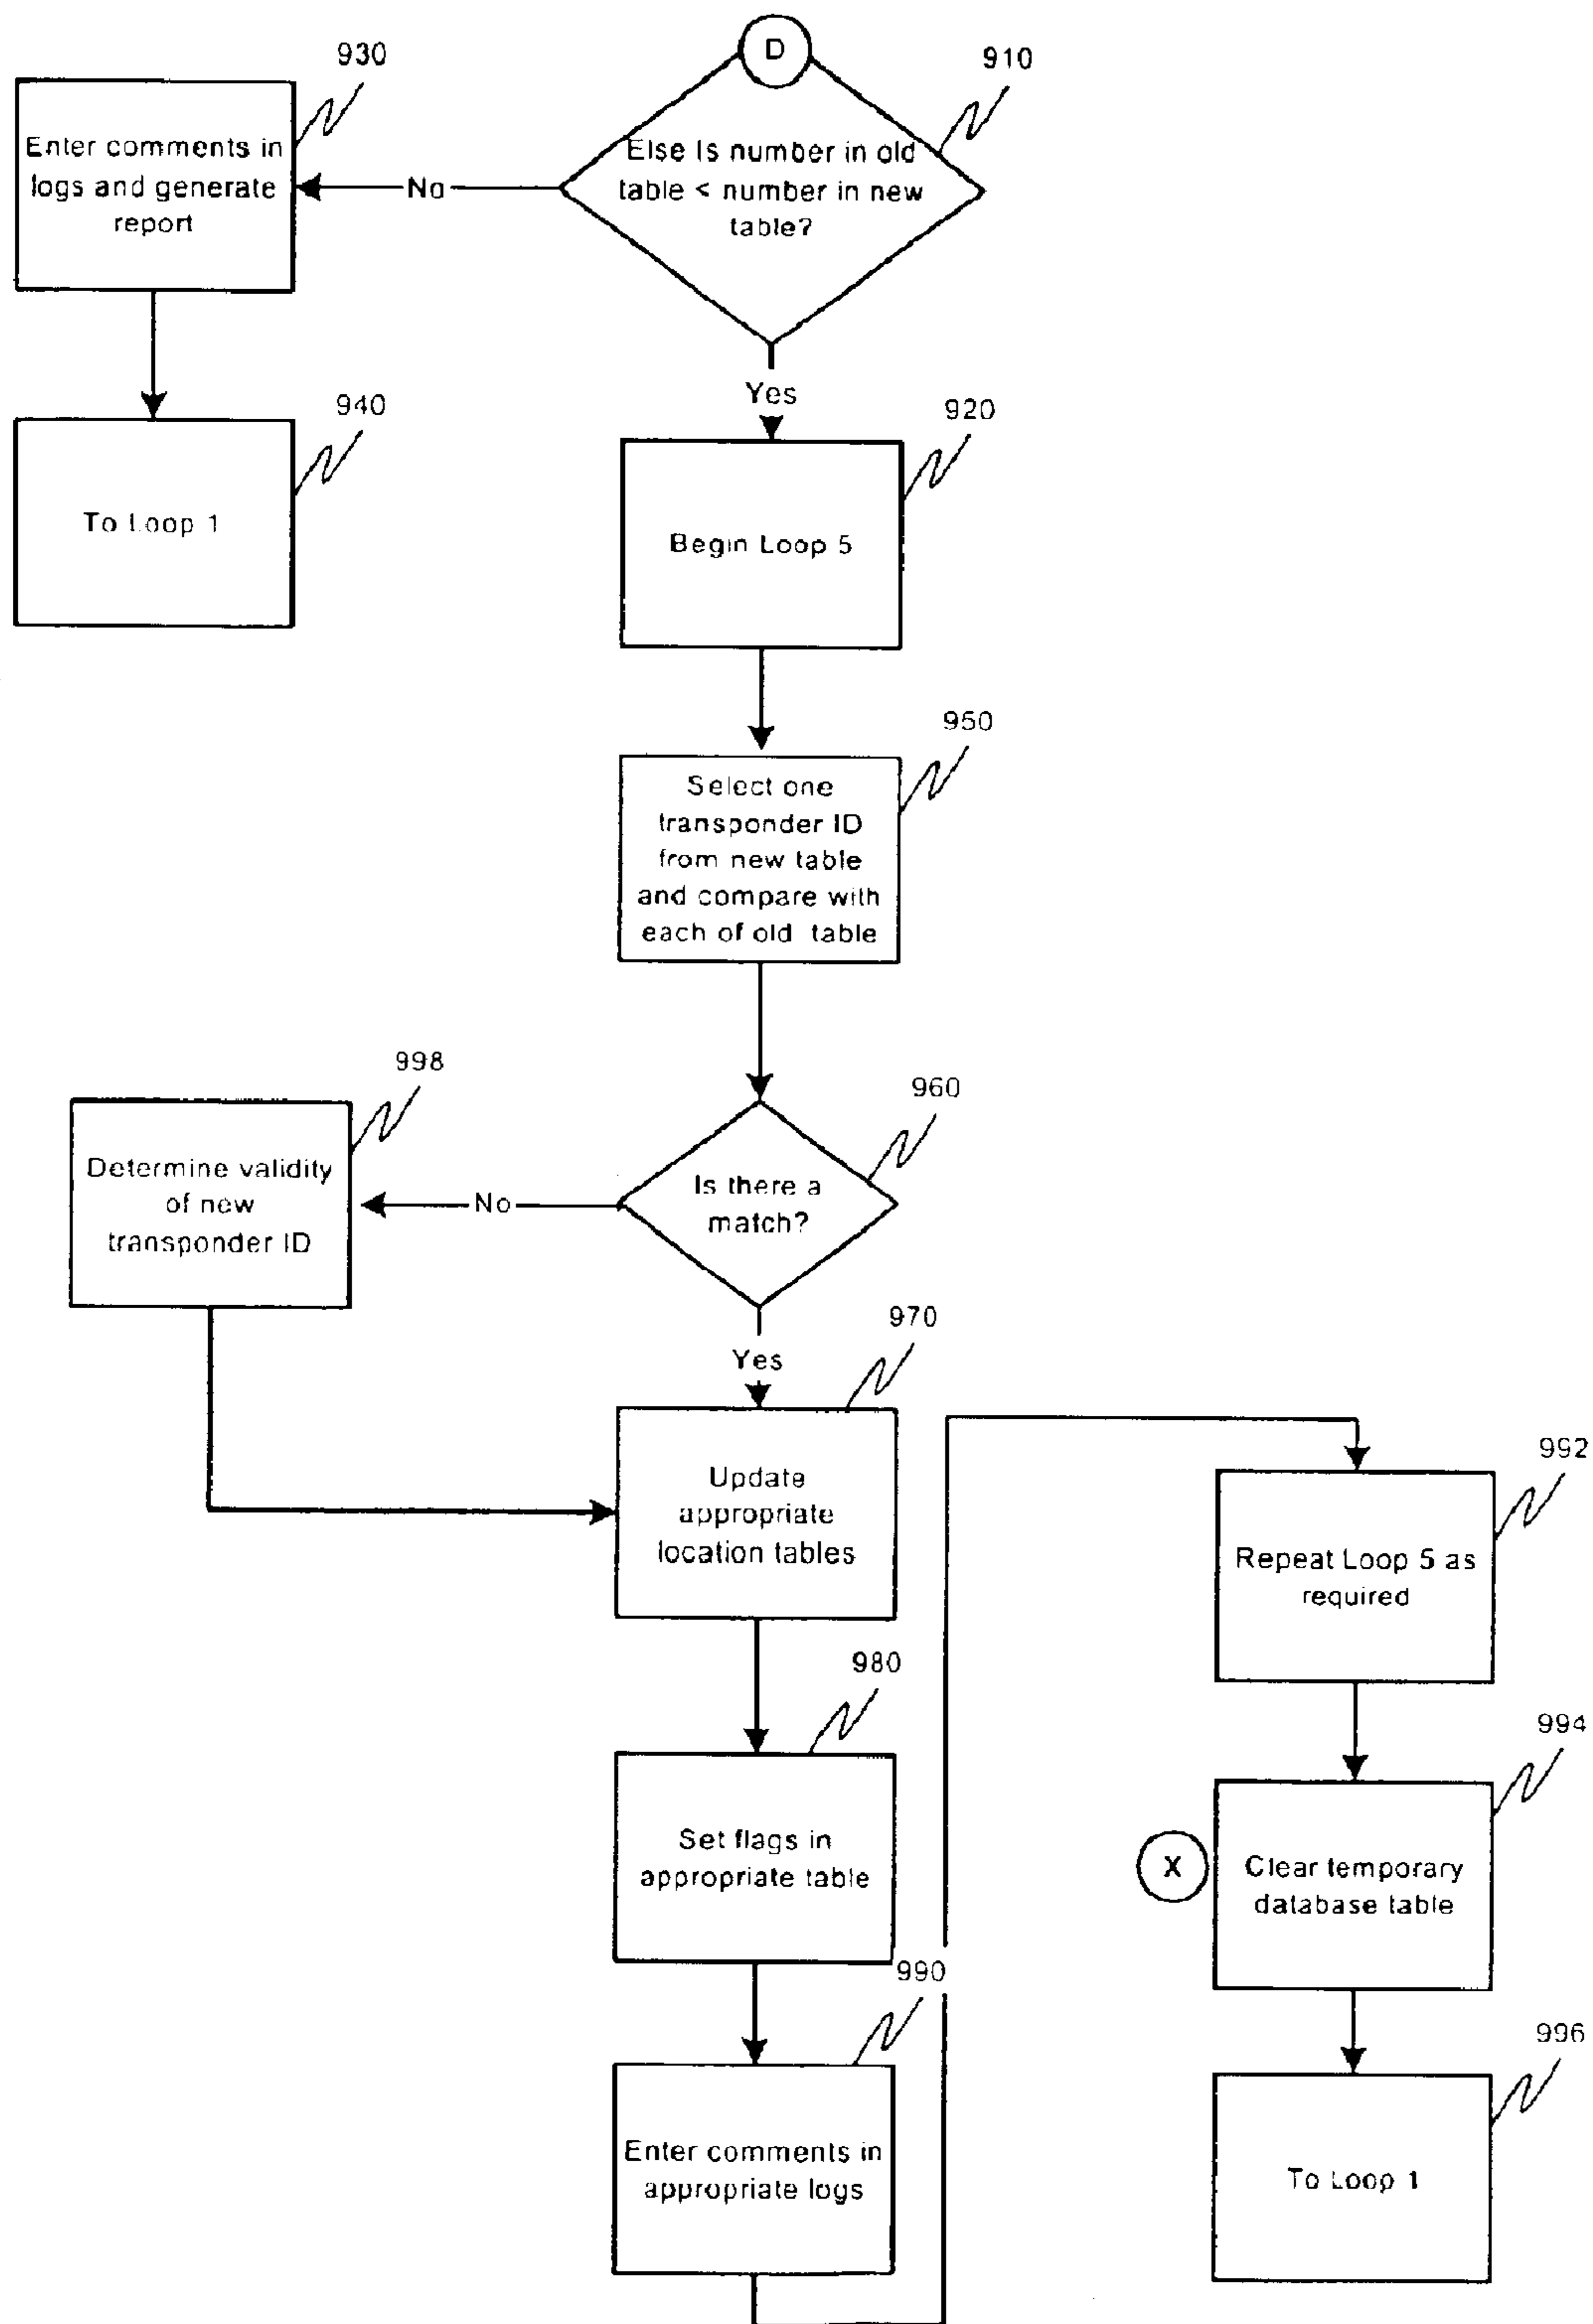 D
910
Else Is number in old
table < number in new
table?
No
930
Enter comments in
logs and generate
report
940
To Loop 1
Yes
920
Begin Loop 5
950
Select one
transponder ID
from new table
and compare with
each of old table
960
Is there a
match?
No
998
Determine validity
of new
transponder ID
Yes
970
Update
appropriate
location tables
980
Set flags in
appropriate table
990
Enter comments in
appropriate logs
992
Repeat Loop 5 as
required
994
X
Clear temporary
database table
996
To Loop 1